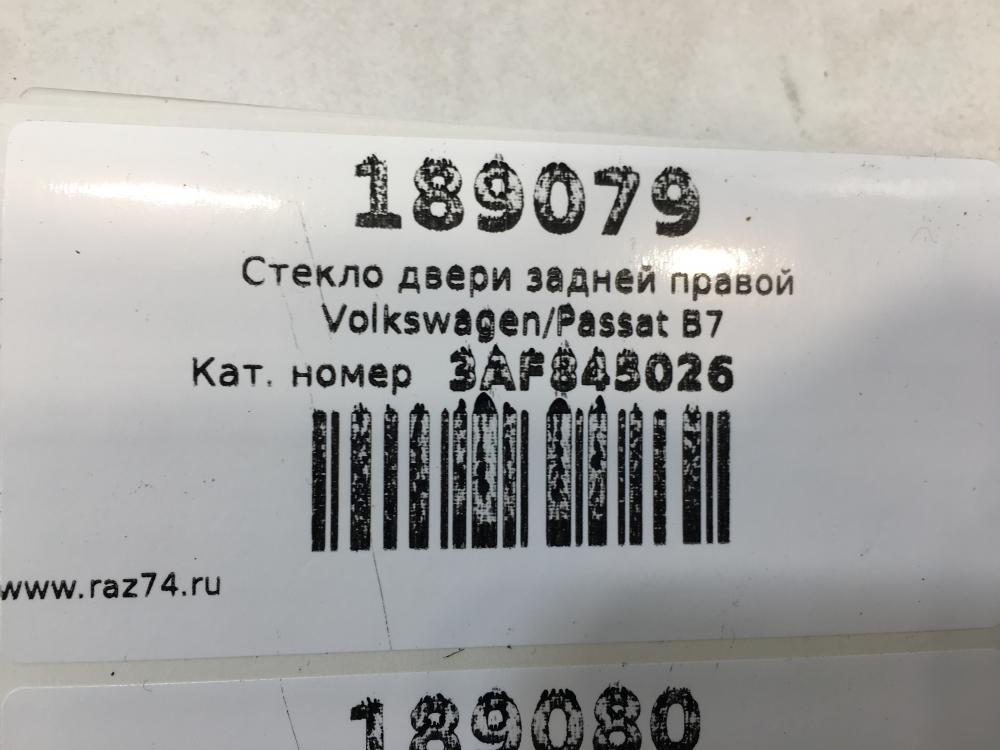 189079
Стекло двери задней правой
Volkswagen/Passat B7
Кат. номер 3AF845026
www.raz74.ru
189080